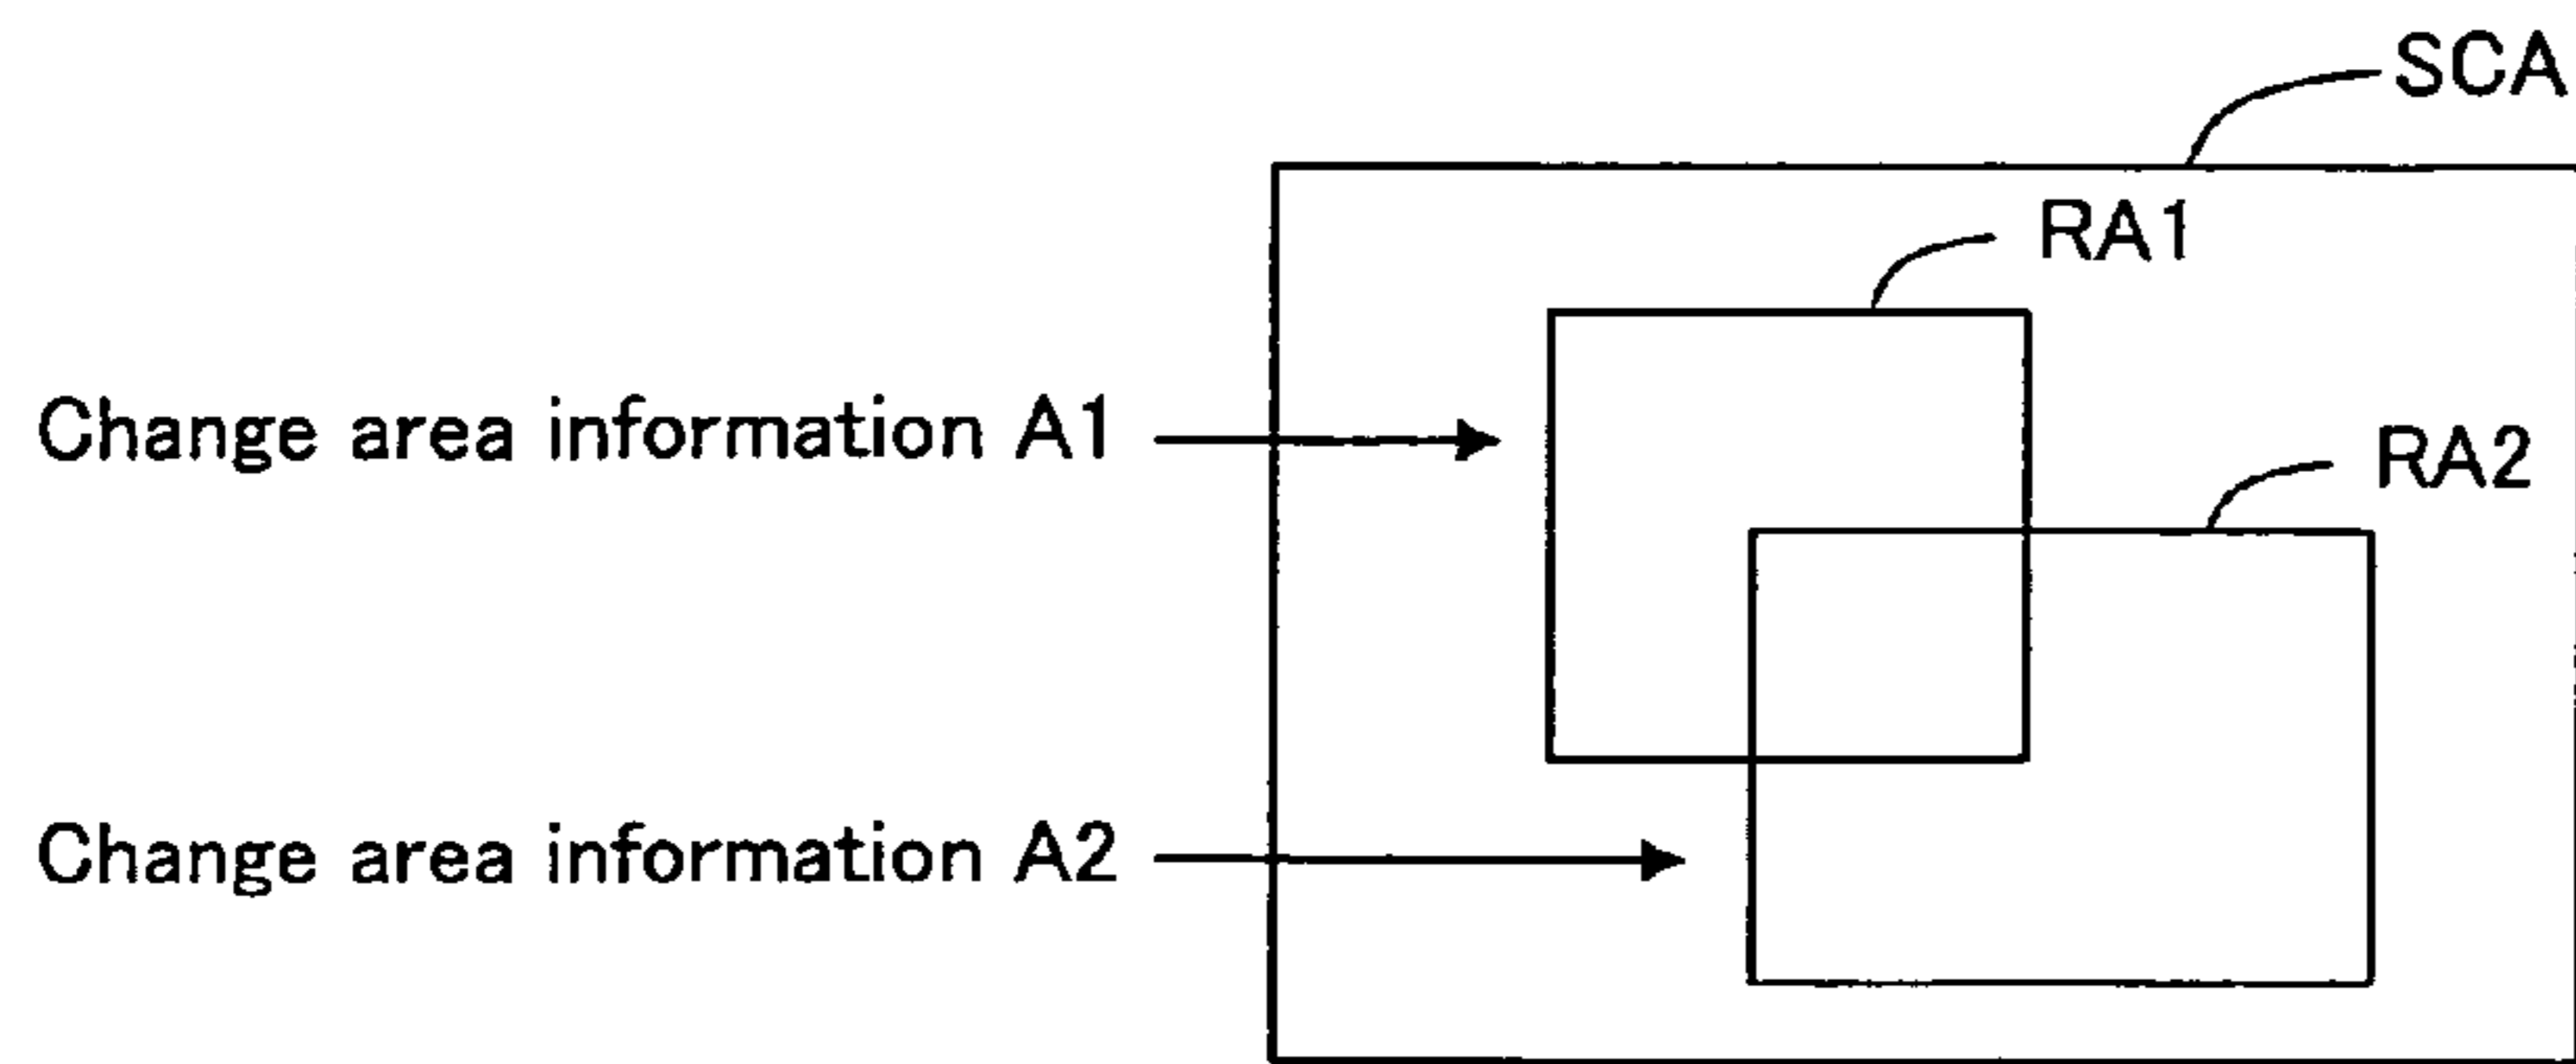 SCA
RA1
Change area information A1
RA2
Change area information A2